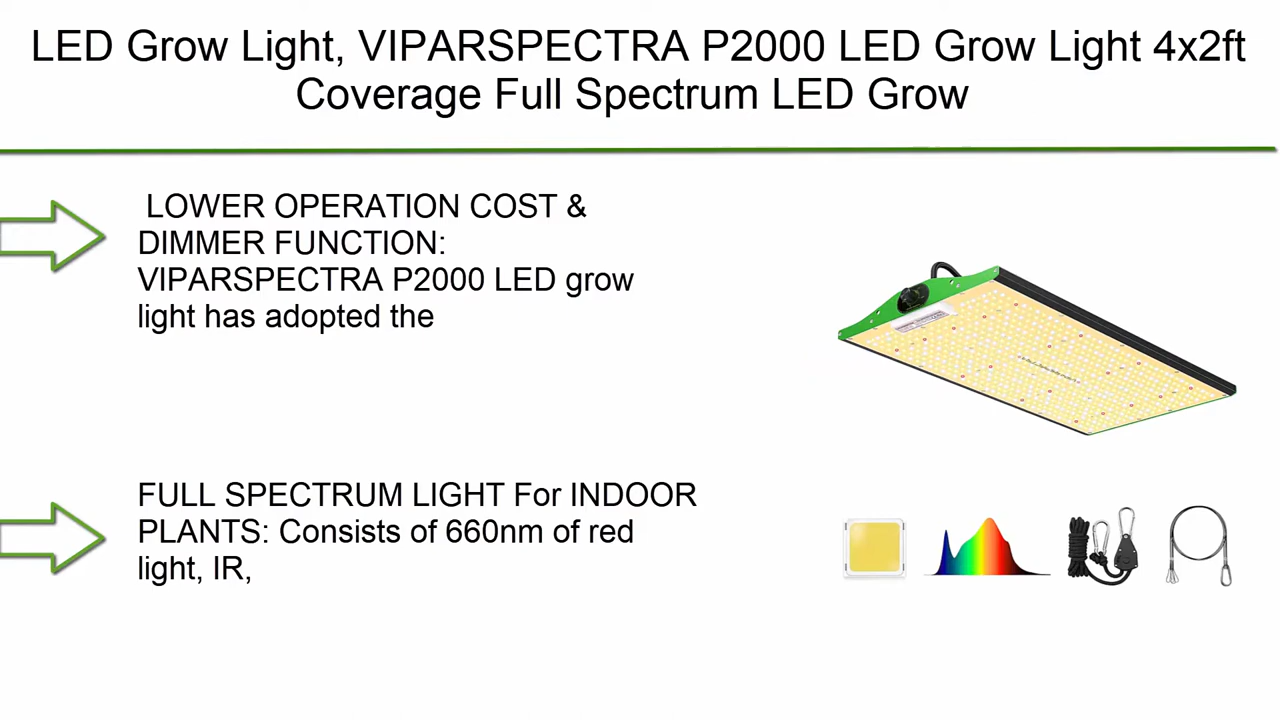 LED Grow Light, VIPARSPECTRA P2000 LED Grow Light 4x2ft
Coverage Full Spectrum LED Grow
LOWER OPERATION COST &
DIMMER FUNCTION:
VIPARSPECTRA P2000 LED grow
light has adopted the
FULL SPECTRUM LIGHT For INDOOR
PLANTS: Consists of 660nm of red
light, IR,